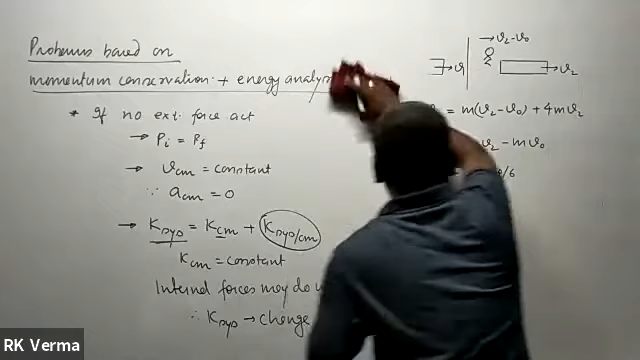 Problems based on
momentum conservation + energy analysis
* If no ext. force act
→ Pi = Pf
→ vcm = constant
∵ acm = 0
→ Ksys = Kcm + Ksys/cm
Kcm = constant
Internal forces may do
∴ Ksys → change
→ v2-v0
→ v1
→ v2
= m(v2-v0) + 4mv2
v2 - mv0
/6
RK Verma